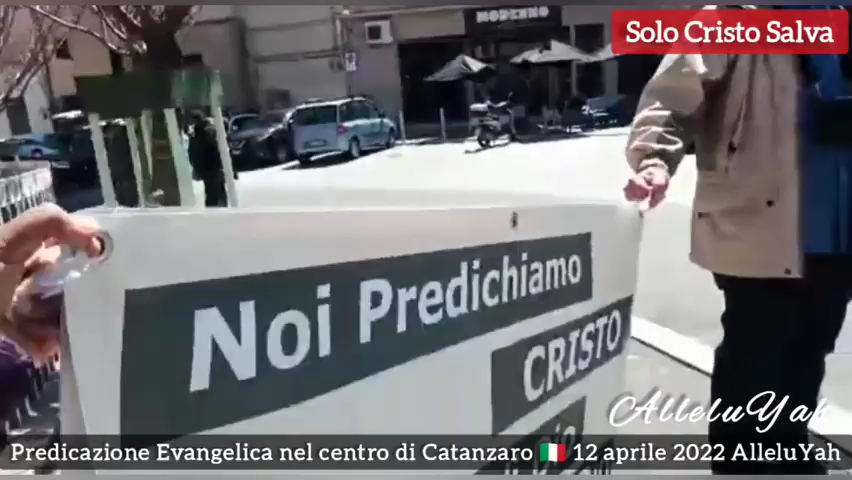 MODERNO
Solo Cristo Salva
Noi Predichiamo
CRISTO
AlleluYah
Predicazione Evangelica nel centro di Catanzaro 🇮🇹 12 aprile 2022 AlleluYah